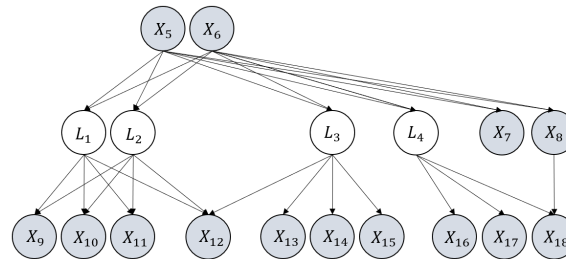 X₅ X₆
L₁ L₂ L₃ L₄ X₇ X₈
X₉ X₁₀ X₁₁ X₁₂ X₁₃ X₁₄ X₁₅ X₁₆ X₁₇ X₁₈